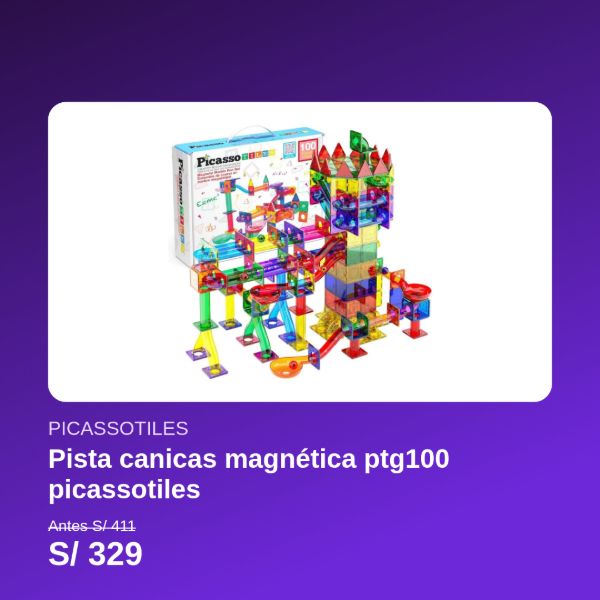 PicassoTILES
100
PICASSOTILES
Pista canicas magnética ptg100
picassotiles
Antes S/ 411
S/ 329